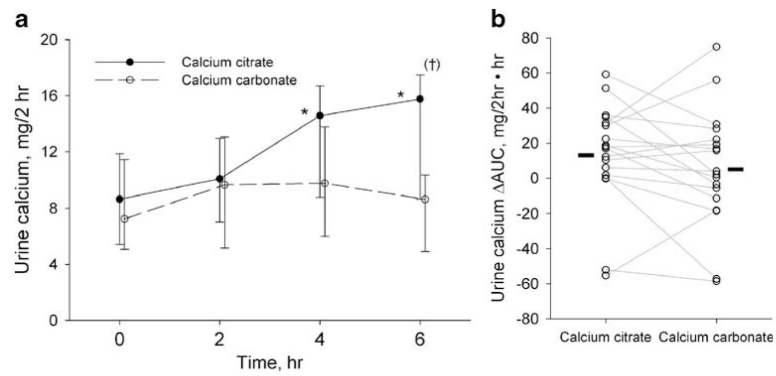 a
Urine calcium, mg/2 hr
20
16
12
8
4
0
Calcium citrate
Calcium carbonate
*
*
(†)
0 2 4 6
Time, hr
b
Urine calcium ΔAUC, mg/2hr • hr
80
60
40
20
0
-20
-40
-60
-80
Calcium citrate Calcium carbonate